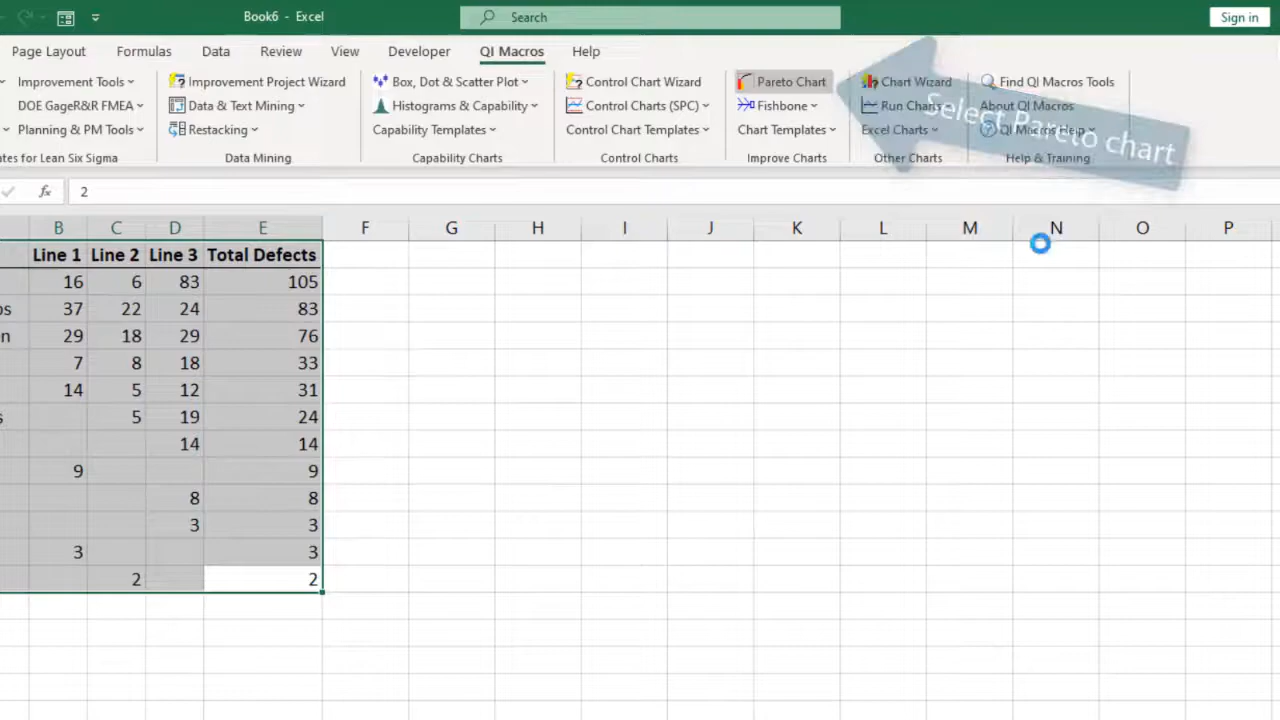 Book6 - Excel
Search
Sign in
Page Layout Formulas Data Review View Developer QI Macros Help
Improvement Tools Improvement Project Wizard Box, Dot & Scatter Plot Control Chart Wizard Pareto Chart Chart Wizard Find QI Macros Tools
DOE GageR&R FMEA Data & Text Mining Histograms & Capability Control Charts (SPC) Fishbone Run Charts About QI Macros
Planning & PM Tools Restacking Capability Templates Control Chart Templates Chart Templates Excel Charts QI Macros Help
tes for Lean Six Sigma Data Mining Capability Charts Control Charts Improve Charts Other Charts Help & Training
Select Pareto chart
fx 2
B C D E F G H I J K L M N O P
Line 1 Line 2 Line 3 Total Defects
16 6 83 105
os 37 22 24 83
n 29 18 29 76
7 8 18 33
14 5 12 31
s 5 19 24
14 14
9 9
8 8
3 3
3 3
2 2